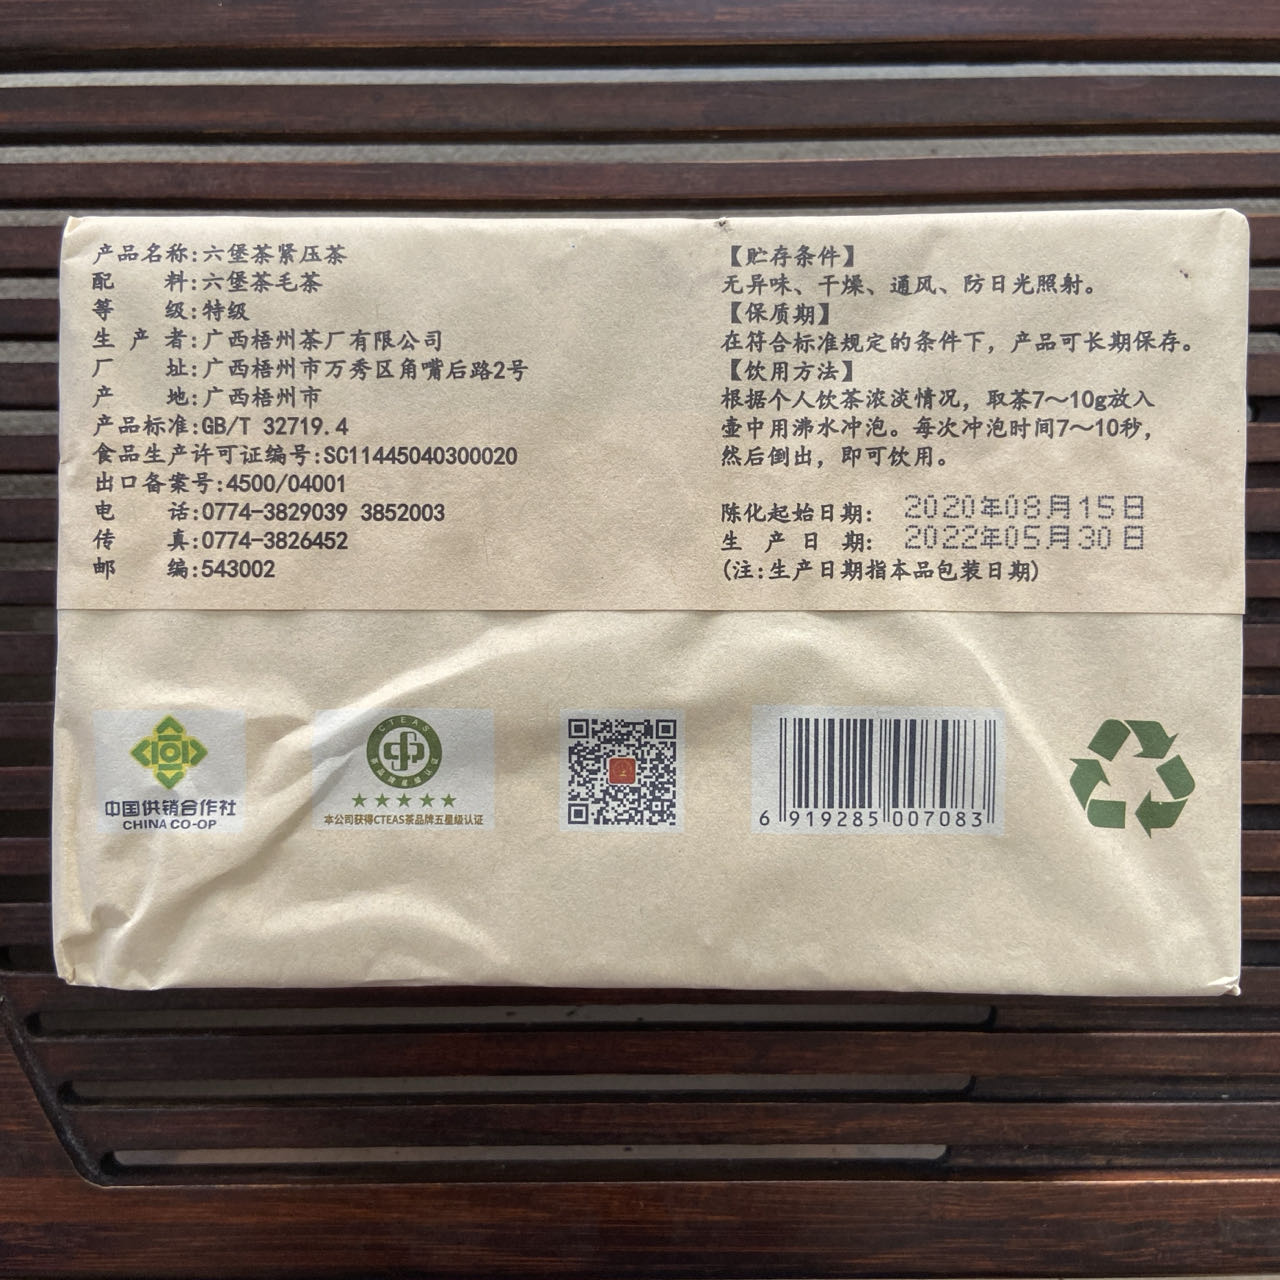 产品名称:六堡茶紧压茶
配料:六堡茶毛茶
等级:特级
生产者:广西梧州茶厂有限公司
厂址:广西梧州市万秀区角嘴后路2号
产地:广西梧州市
产品标准:GB/T 32719.4
食品生产许可证编号:SC11445040300020
出口备案号:4500/04001
电话:0774-3829039 3852003
传真:0774-3826452
邮编:543002
【贮存条件】
无异味、干燥、通风、防日光照射。
【保质期】
在符合标准规定的条件下，产品可长期保存。
【饮用方法】
根据个人饮茶浓淡情况，取茶7～10g放入
壶中用沸水冲泡。每次冲泡时间7～10秒，
然后倒出，即可饮用。
陈化起始日期: 2020年08月15日
生产日期: 2022年05月30日
(注:生产日期指本品包装日期)
中国供销合作社
CHINA CO-OP
CTEAS
本公司获得CTEAS茶品牌五星级认证
6 919285 007083